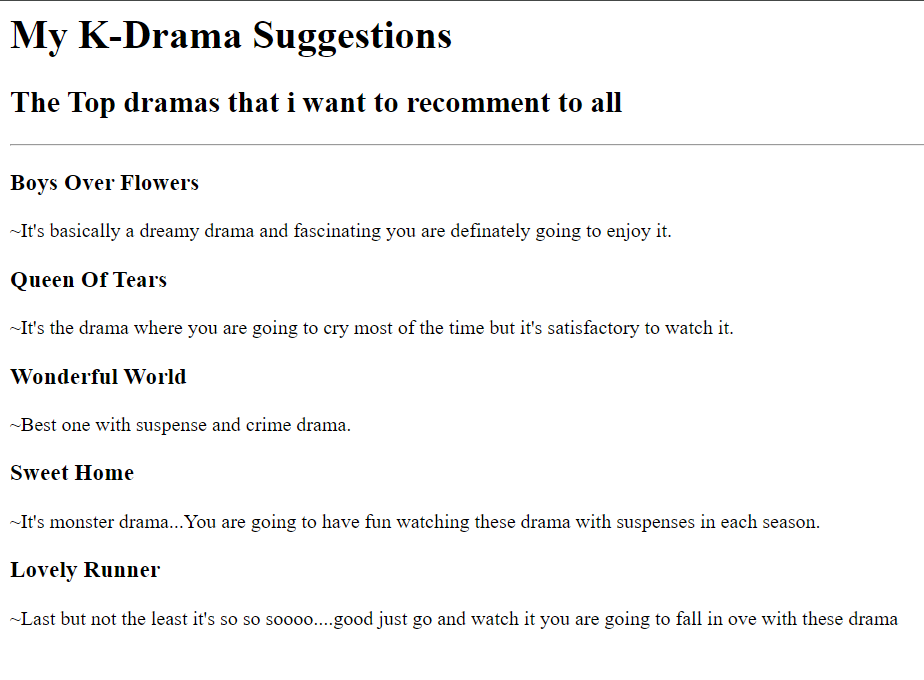 My K-Drama Suggestions
The Top dramas that i want to recomment to all
Boys Over Flowers
~It's basically a dreamy drama and fascinating you are definately going to enjoy it.
Queen Of Tears
~It's the drama where you are going to cry most of the time but it's satisfactory to watch it.
Wonderful World
~Best one with suspense and crime drama.
Sweet Home
~It's monster drama...You are going to have fun watching these drama with suspenses in each season.
Lovely Runner
~Last but not the least it's so so soooo....good just go and watch it you are going to fall in ove with these drama